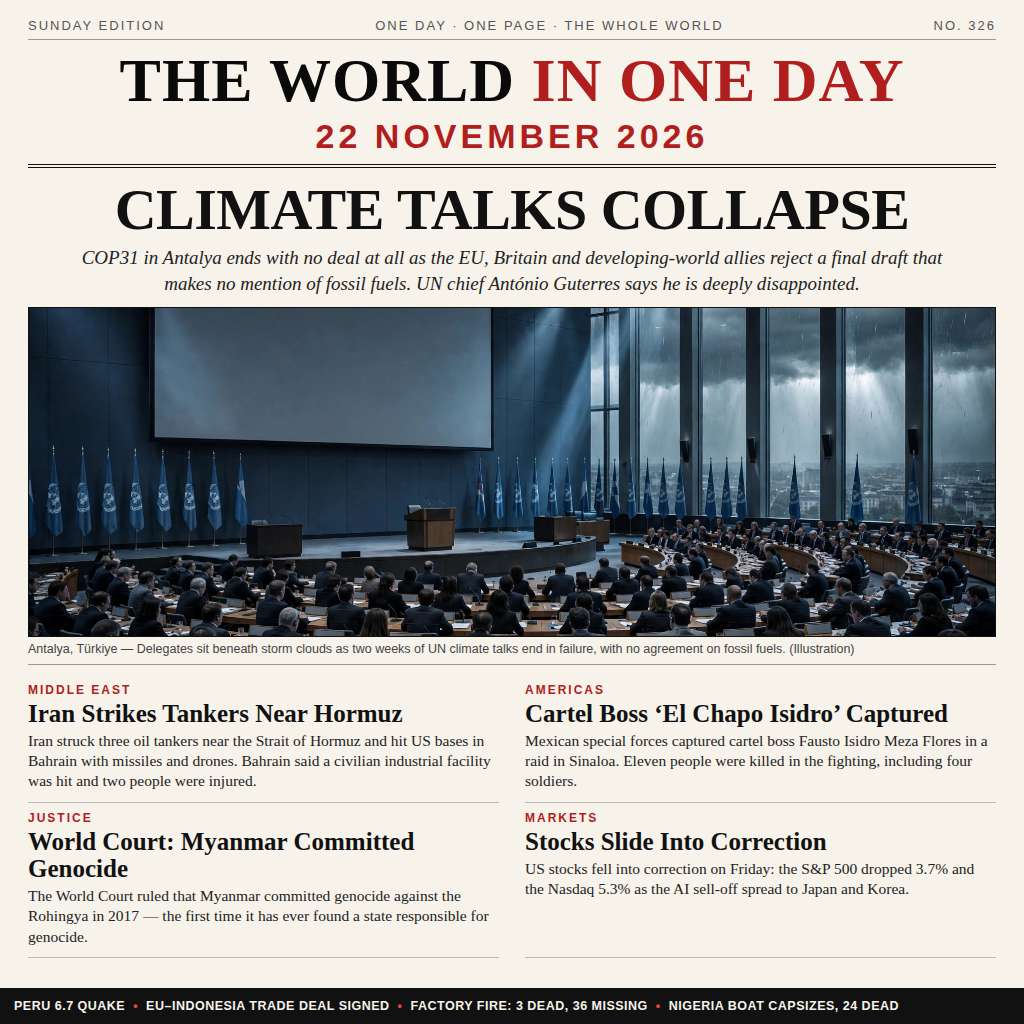 SUNDAY EDITION
ONE DAY · ONE PAGE · THE WHOLE WORLD
NO. 326
THE WORLD IN ONE DAY
22 NOVEMBER 2026
CLIMATE TALKS COLLAPSE
COP31 in Antalya ends with no deal at all as the EU, Britain and developing-world allies reject a final draft that
makes no mention of fossil fuels. UN chief António Guterres says he is deeply disappointed.
Antalya, Türkiye — Delegates sit beneath storm clouds as two weeks of UN climate talks end in failure, with no agreement on fossil fuels. (Illustration)
MIDDLE EAST
Iran Strikes Tankers Near Hormuz
Iran struck three oil tankers near the Strait of Hormuz and hit US bases in
Bahrain with missiles and drones. Bahrain said a civilian industrial facility
was hit and two people were injured.
AMERICAS
Cartel Boss ‘El Chapo Isidro’ Captured
Mexican special forces captured cartel boss Fausto Isidro Meza Flores in a
raid in Sinaloa. Eleven people were killed in the fighting, including four
soldiers.
JUSTICE
World Court: Myanmar Committed
Genocide
The World Court ruled that Myanmar committed genocide against the
Rohingya in 2017 — the first time it has ever found a state responsible for
genocide.
MARKETS
Stocks Slide Into Correction
US stocks fell into correction on Friday: the S&P 500 dropped 3.7% and
the Nasdaq 5.3% as the AI sell-off spread to Japan and Korea.
PERU 6.7 QUAKE • EU–INDONESIA TRADE DEAL SIGNED • FACTORY FIRE: 3 DEAD, 36 MISSING • NIGERIA BOAT CAPSIZES, 24 DEAD